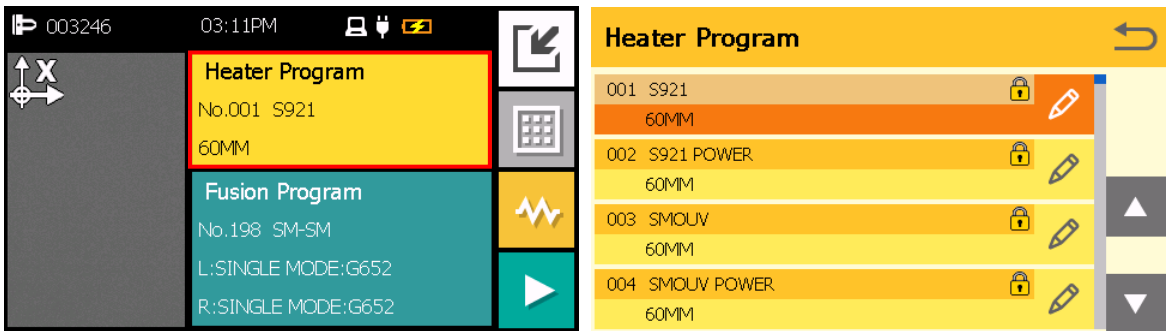 003246 03:11PM
X
Heater Program
No.001 S921
60MM
Fusion Program
No.198 SM-SM
L:SINGLE MODE:G652
R:SINGLE MODE:G652
Heater Program
001 S921
60MM
002 S921 POWER
60MM
003 SMOUV
60MM
004 SMOUV POWER
60MM